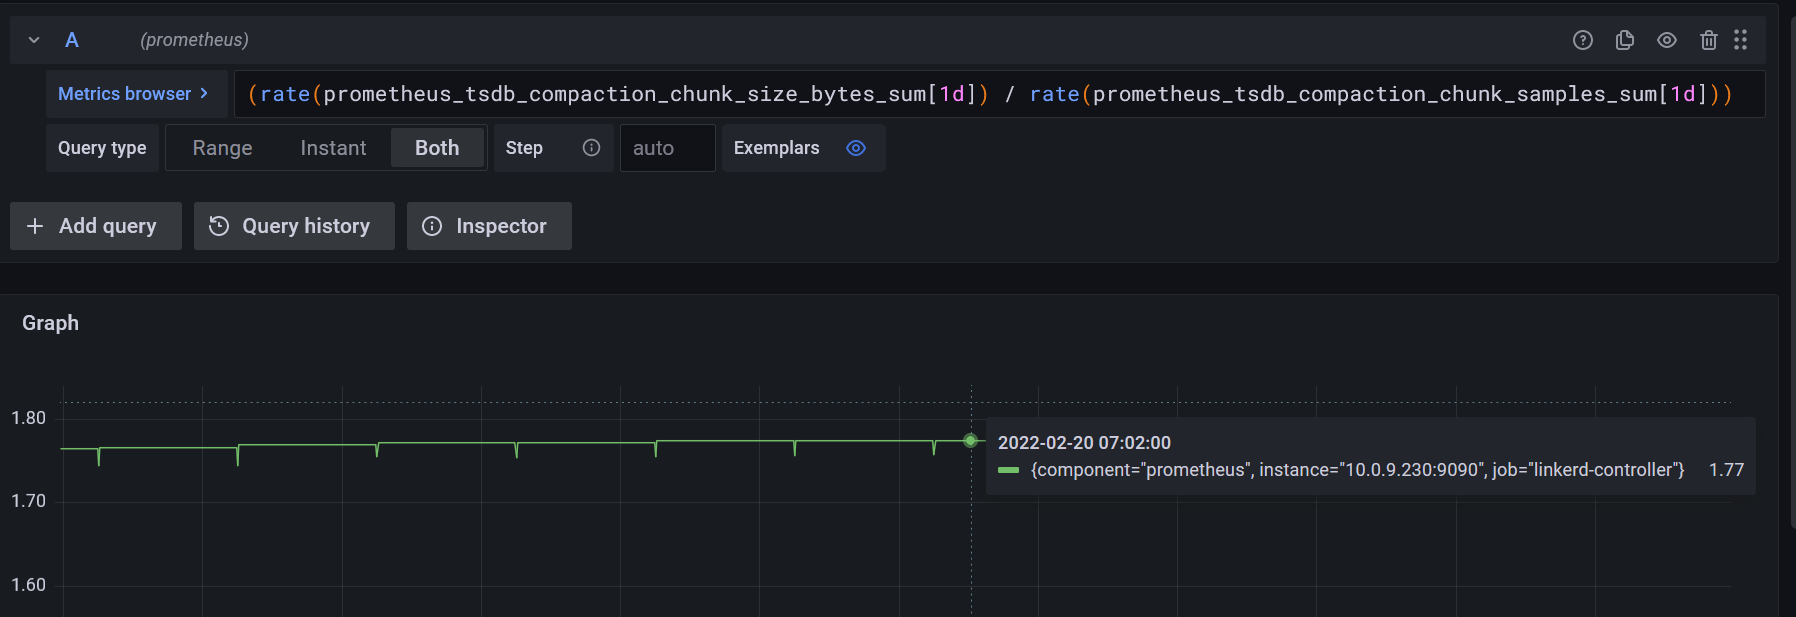 A (prometheus)
Metrics browser > (rate(prometheus_tsdb_compaction_chunk_size_bytes_sum[1d]) / rate(prometheus_tsdb_compaction_chunk_samples_sum[1d]))
Query type Range Instant Both Step auto Exemplars
+ Add query Query history Inspector
Graph
1.80
2022-02-20 07:02:00
{component="prometheus", instance="10.0.9.230:9090", job="linkerd-controller"} 1.77
1.70
1.60